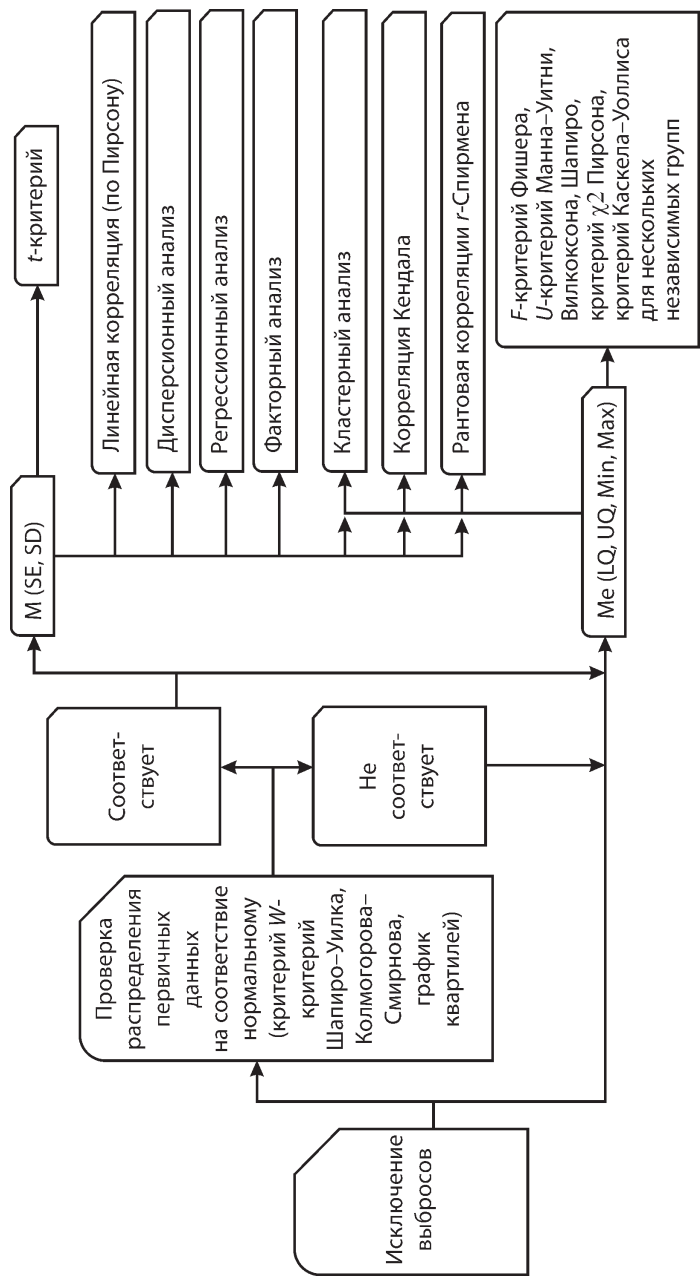 Исключение
выбросов
Проверка
распределения
первичных
данных
на соответствие
нормальному
(критерий W-
критерий
Шапиро–Уилка,
Колмогорова–
Смирнова,
график
квартилей)
Соответ-
ствует
Не
соответ-
ствует
M (SE, SD)
Me (LQ, UQ, Min, Max)
t-критерий
Линейная корреляция (по Пирсону)
Дисперсионный анализ
Регрессионный анализ
Факторный анализ
Кластерный анализ
Корреляция Кендала
Рантовая корреляции r-Спирмена
F-критерий Фишера,
U-критерий Манна–Уитни,
Вилкоксона, Шапиро,
критерий χ2 Пирсона,
критерий Каскела–Уоллиса
для нескольких
независимых групп